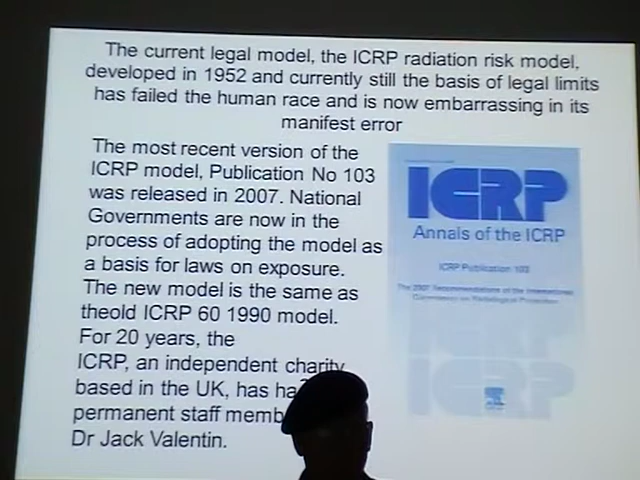 The current legal model, the ICRP radiation risk model,
developed in 1952 and currently still the basis of legal limits
has failed the human race and is now embarrassing in its
manifest error
The most recent version of the
ICRP model, Publication No 103
was released in 2007. National
Governments are now in the
process of adopting the model as
a basis for laws on exposure.
The new model is the same as
theold ICRP 60 1990 model.
For 20 years, the
ICRP, an independent charity
based in the UK, has
permanent staff
Dr Jack Valentin.
ICRP
Annals of the ICRP
ICRP Publication 103
The 2007 Recommendations of the International
Commission on Radiological Protection
ICRP
ICRP